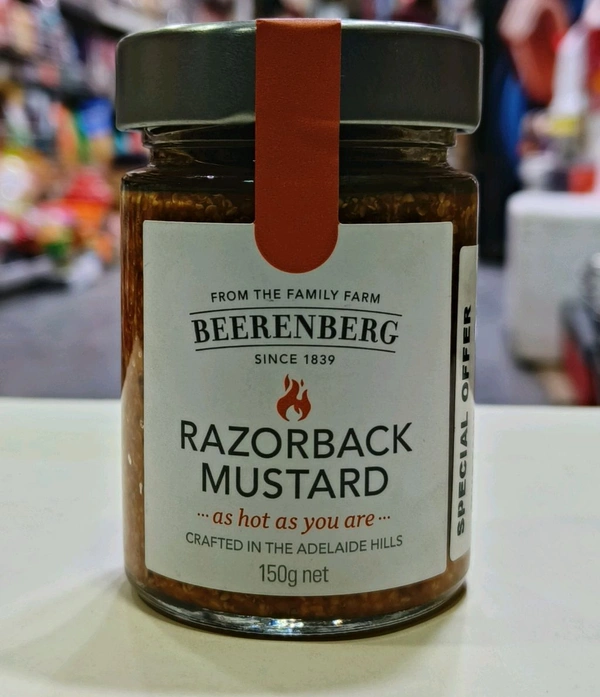 FROM THE FAMILY FARM
BEERENBERG
SINCE 1839
RAZORBACK
MUSTARD
...as hot as you are...
CRAFTED IN THE ADELAIDE HILLS
150g net
SPECIAL OFFER